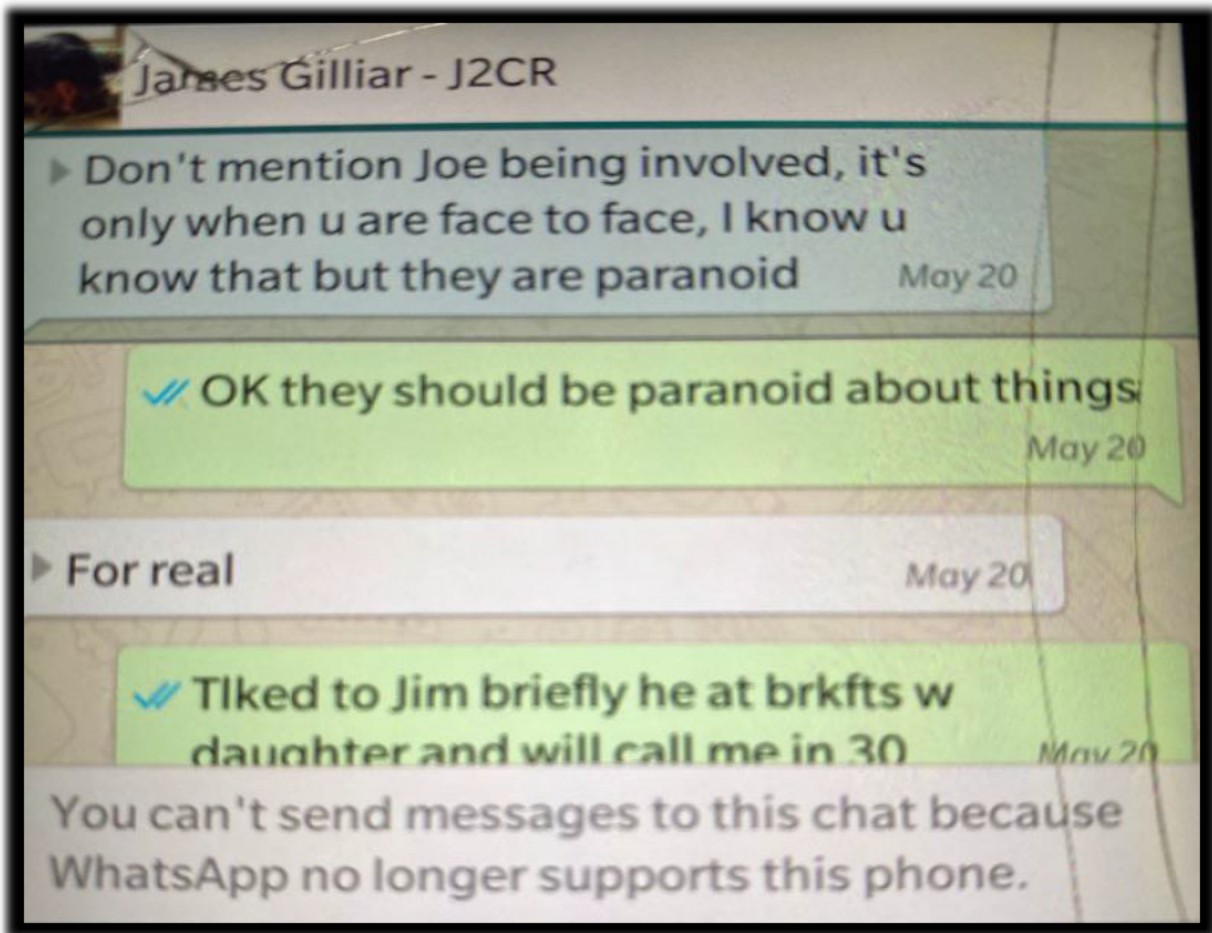 James Gilliar - J2CR
Don't mention Joe being involved, it's
only when u are face to face, I know u
know that but they are paranoid May 20
OK they should be paranoid about things
May 20
For real May 20
Tlked to Jim briefly he at brkfts w
daughter and will call me in 30 May 20
You can't send messages to this chat because
WhatsApp no longer supports this phone.